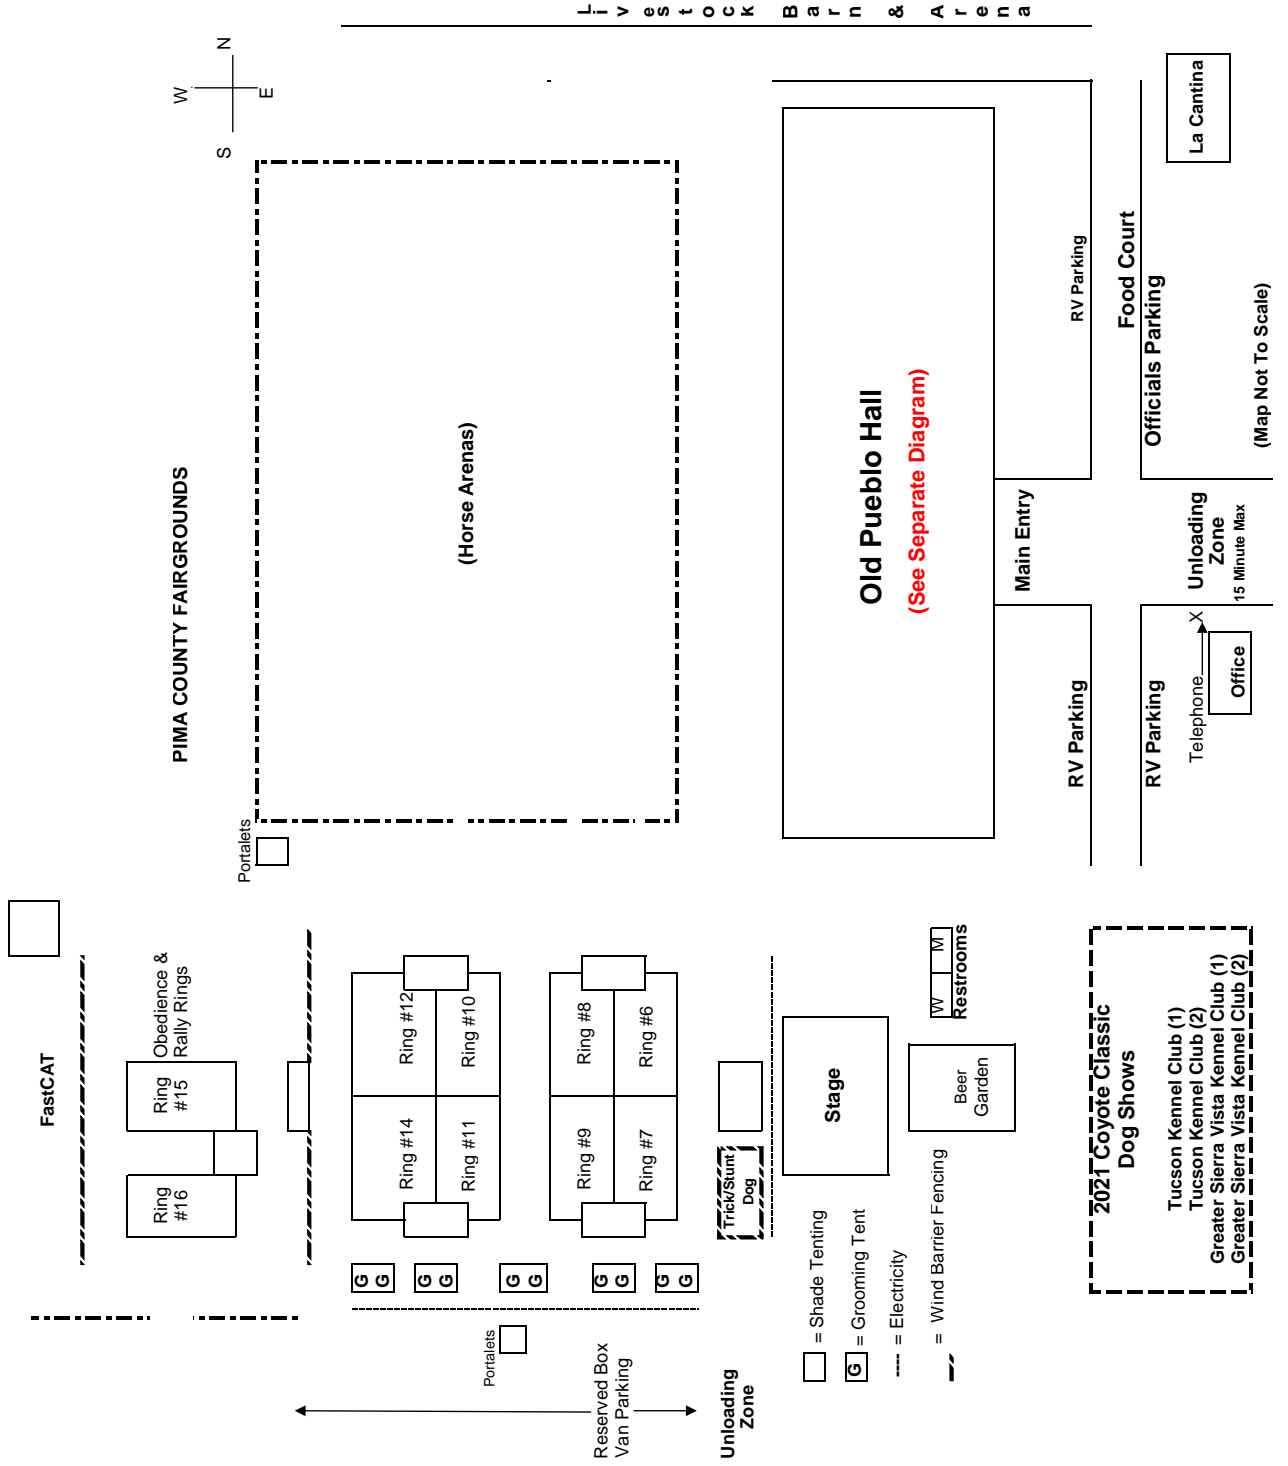 Livestock Barn & Arena
N
W
E
S
PIMA COUNTY FAIRGROUNDS
(Horse Arenas)
La Cantina
RV Parking
Food Court
Officials Parking
(Map Not To Scale)
Old Pueblo Hall
(See Separate Diagram)
Main Entry
Unloading
Zone
15 Minute Max
X
Telephone
Office
RV Parking
RV Parking
Portalets
FastCAT
Obedience &
Rally Rings
Ring
#15
Ring
#16
Ring #12
Ring #10
Ring #14
Ring #11
Ring #8
Ring #6
Ring #9
Ring #7
Trick/Stunt
Dog
Stage
W M
Restrooms
Beer
Garden
2021 Coyote Classic
Dog Shows
Tucson Kennel Club (1)
Tucson Kennel Club (2)
Greater Sierra Vista Kennel Club (1)
Greater Sierra Vista Kennel Club (2)
G G
G G
G G
G G
G G
Portalets
Reserved Box
Van Parking
Unloading
Zone
= Shade Tenting
G = Grooming Tent
---- = Electricity
= Wind Barrier Fencing